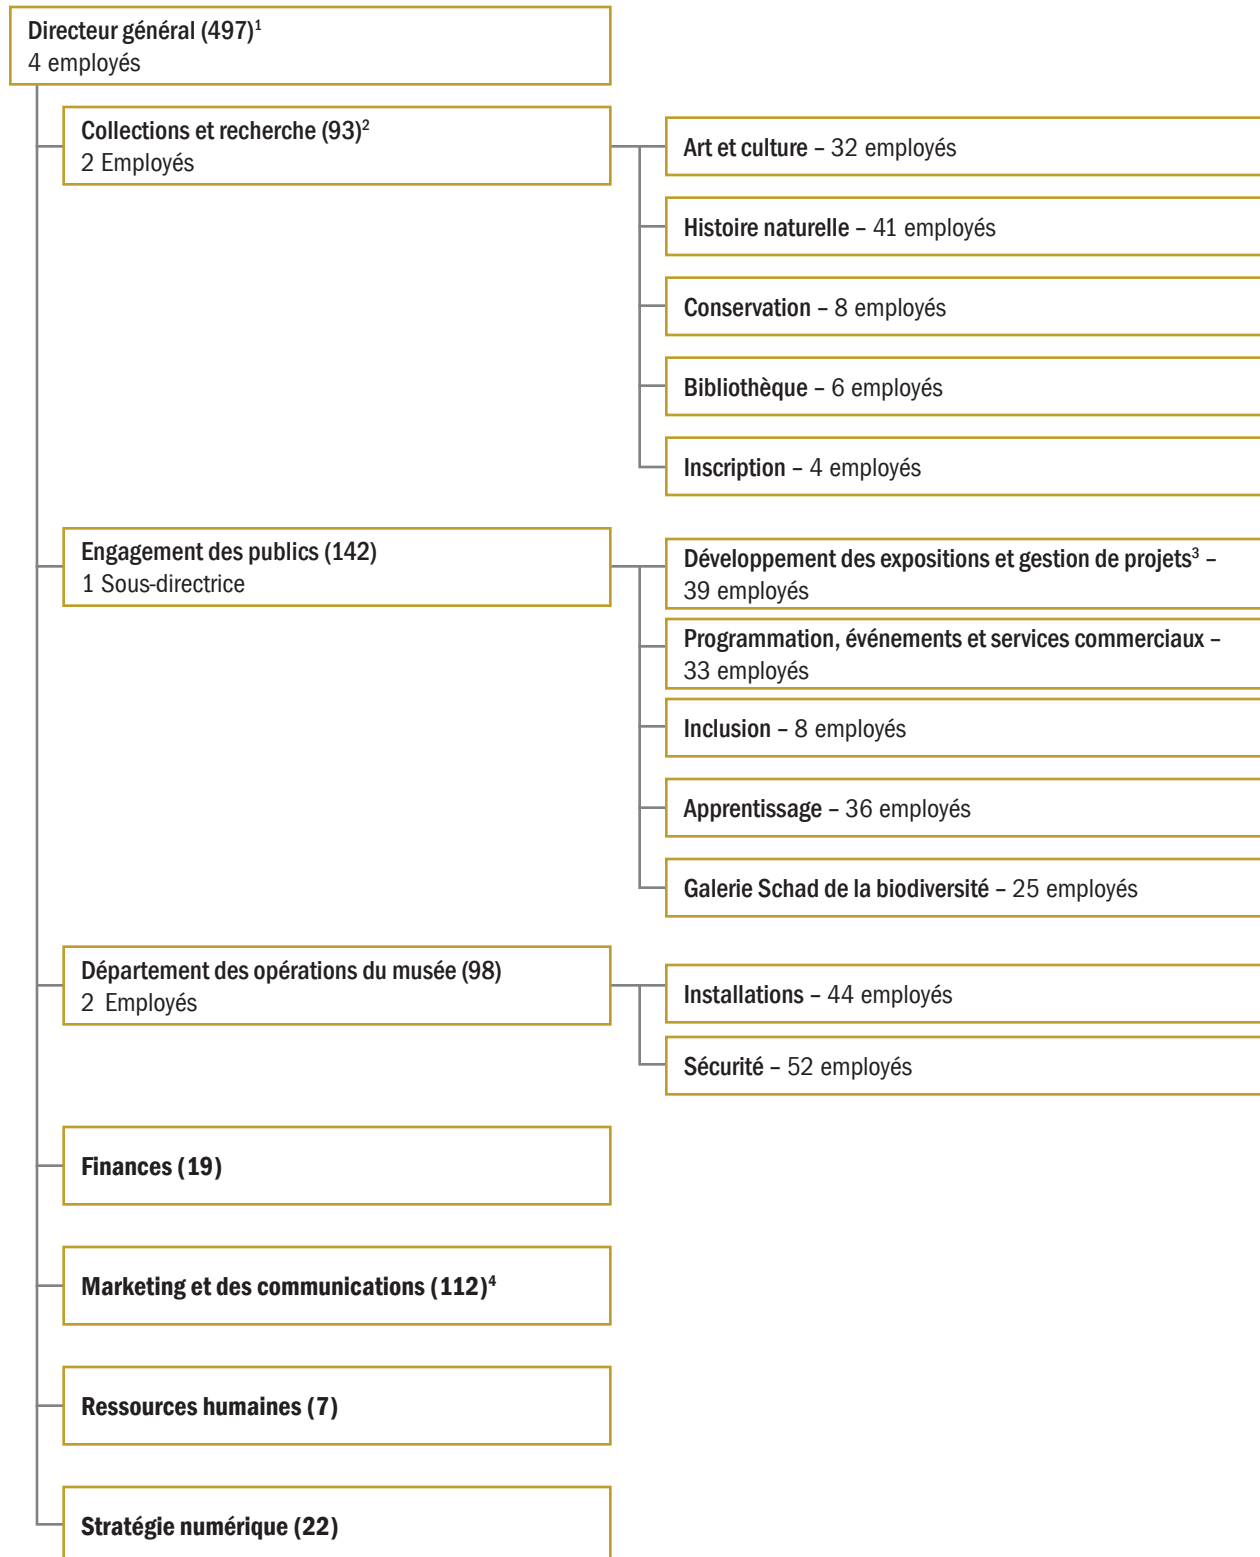 Directeur général (497)¹
4 employés
Collections et recherche (93)²
2 Employés
Art et culture – 32 employés
Histoire naturelle – 41 employés
Conservation – 8 employés
Bibliothèque – 6 employés
Inscription – 4 employés
Engagement des publics (142)
1 Sous-directrice
Développement des expositions et gestion de projets³ –
39 employés
Programmation, événements et services commerciaux –
33 employés
Inclusion – 8 employés
Apprentissage – 36 employés
Galerie Schad de la biodiversité – 25 employés
Département des opérations du musée (98)
2 Employés
Installations – 44 employés
Sécurité – 52 employés
Finances (19)
Marketing et des communications (112)⁴
Ressources humaines (7)
Stratégie numérique (22)